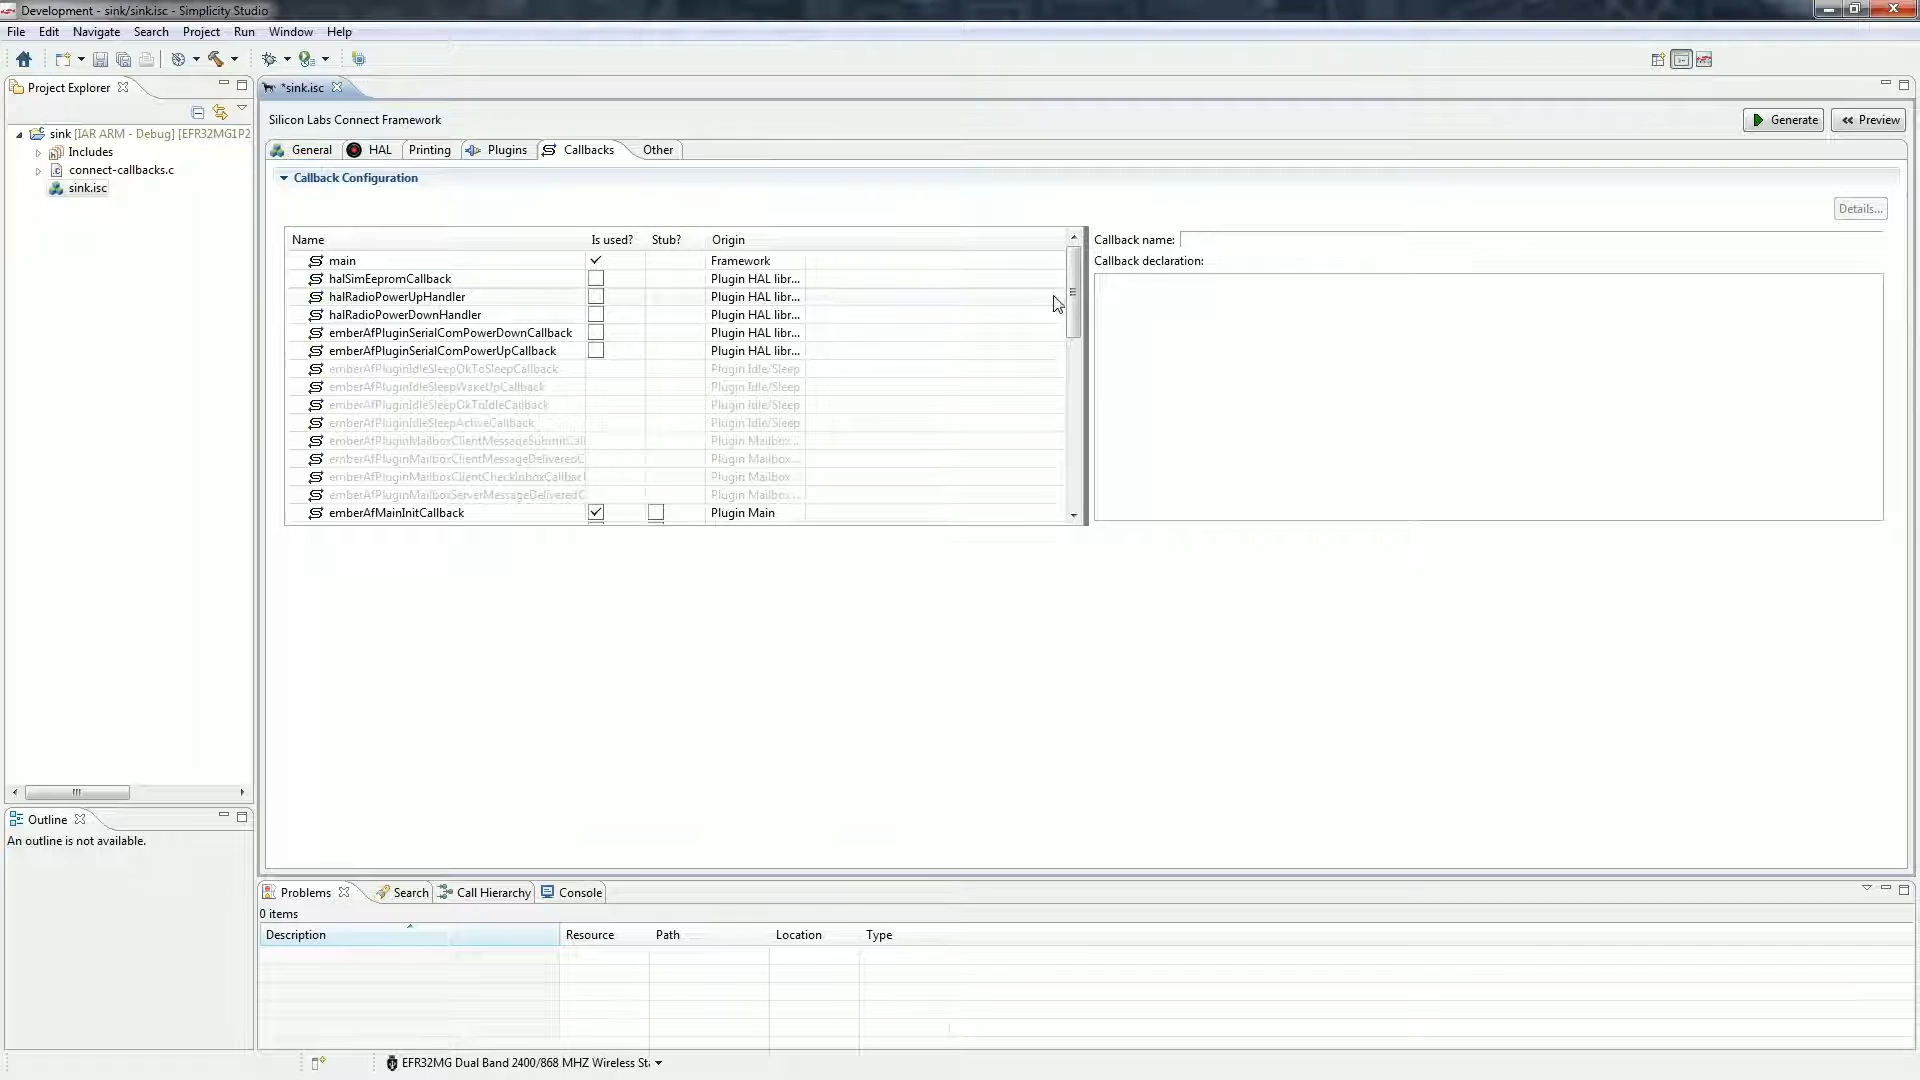 Development - sink/sink.isc - Simplicity Studio
File Edit Navigate Search Project Run Window Help
Project Explorer
*sink.isc
sink [IAR ARM - Debug] [EFR32MG1P2
Includes
connect-callbacks.c
sink.isc
Silicon Labs Connect Framework
Generate
Preview
General HAL Printing Plugins Callbacks Other
Callback Configuration
Details...
Name Is used? Stub? Origin
main Framework
halSimEepromCallback Plugin HAL libr...
halRadioPowerUpHandler Plugin HAL libr...
halRadioPowerDownHandler Plugin HAL libr...
emberAfPluginSerialComPowerDownCallback Plugin HAL libr...
emberAfPluginSerialComPowerUpCallback Plugin HAL libr...
emberAfPluginIdleSleepOkToSleepCallback Plugin Idle/Sleep
emberAfPluginIdleSleepWakeUpCallback Plugin Idle/Sleep
emberAfPluginIdleSleepOkToIdleCallback Plugin Idle/Sleep
emberAfPluginIdleSleepActiveCallback Plugin Idle/Sleep
emberAfPluginMailboxClientMessageSubmitCall Plugin Mailbox...
emberAfPluginMailboxClientMessageDeliveredC Plugin Mailbox...
emberAfPluginMailboxClientCheckInboxCallbac Plugin Mailbox...
emberAfPluginMailboxServerMessageDeliveredC Plugin Mailbox...
emberAfMainInitCallback Plugin Main
Callback name:
Callback declaration:
Outline
An outline is not available.
Problems Search Call Hierarchy Console
0 items
Description Resource Path Location Type
EFR32MG Dual Band 2400/868 MHZ Wireless St